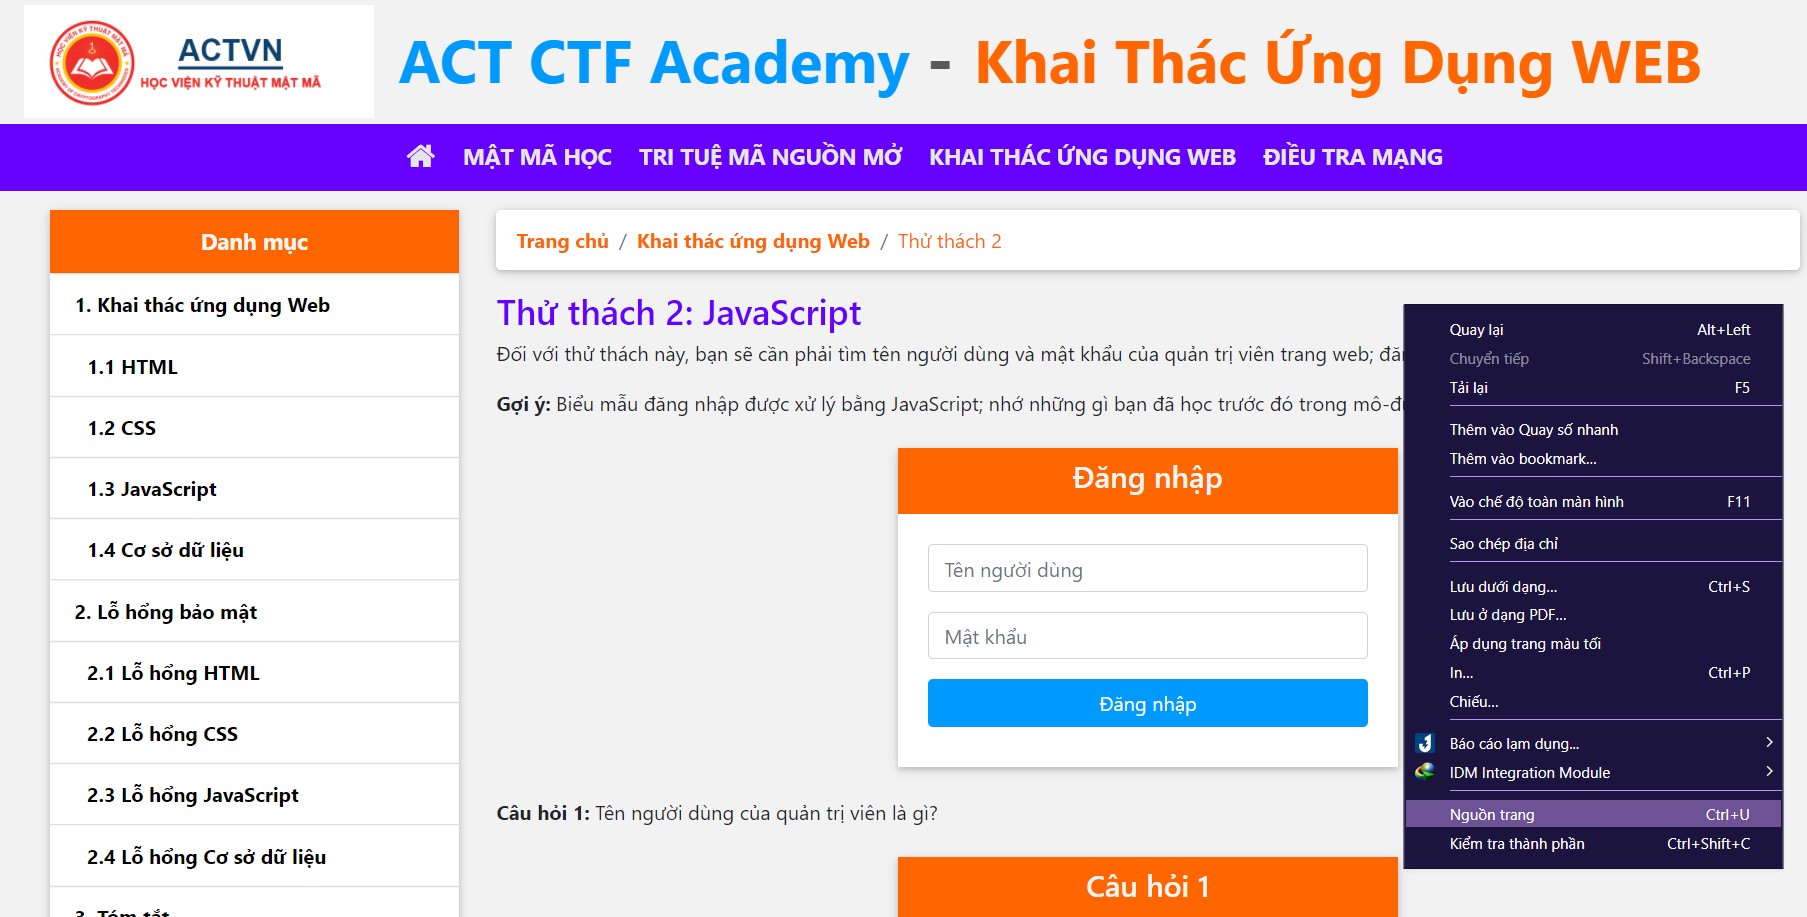 HỌC VIỆN KỸ THUẬT MẬT MÃ
ACTVN
HỌC VIỆN KỸ THUẬT MẬT MÃ
ACT CTF Academy - Khai Thác Ứng Dụng WEB
MẬT MÃ HỌC TRI TUỆ MÃ NGUỒN MỞ KHAI THÁC ỨNG DỤNG WEB ĐIỀU TRA MẠNG
Danh mục
1. Khai thác ứng dụng Web
1.1 HTML
1.2 CSS
1.3 JavaScript
1.4 Cơ sở dữ liệu
2. Lỗ hổng bảo mật
2.1 Lỗ hổng HTML
2.2 Lỗ hổng CSS
2.3 Lỗ hổng JavaScript
2.4 Lỗ hổng Cơ sở dữ liệu
3. Tóm tắt
Trang chủ / Khai thác ứng dụng Web / Thử thách 2
Thử thách 2: JavaScript
Đối với thử thách này, bạn sẽ cần phải tìm tên người dùng và mật khẩu của quản trị viên trang web;
Gợi ý: Biểu mẫu đăng nhập được xử lý bằng JavaScript; nhớ những gì bạn đã học trước đó trong
Đăng nhập
Tên người dùng
Mật khẩu
Đăng nhập
Câu hỏi 1: Tên người dùng của quản trị viên là gì?
Câu hỏi 1
Quay lại Alt+Left
Chuyển tiếp Shift+Backspace
Tải lại F5
Thêm vào Quay số nhanh
Thêm vào bookmark...
Vào chế độ toàn màn hình F11
Sao chép địa chỉ
Lưu dưới dạng... Ctrl+S
Lưu ở dạng PDF...
Áp dụng trang màu tối
In... Ctrl+P
Chiếu...
Báo cáo lạm dụng...
IDM Integration Module
Nguồn trang Ctrl+U
Kiểm tra thành phần Ctrl+Shift+C